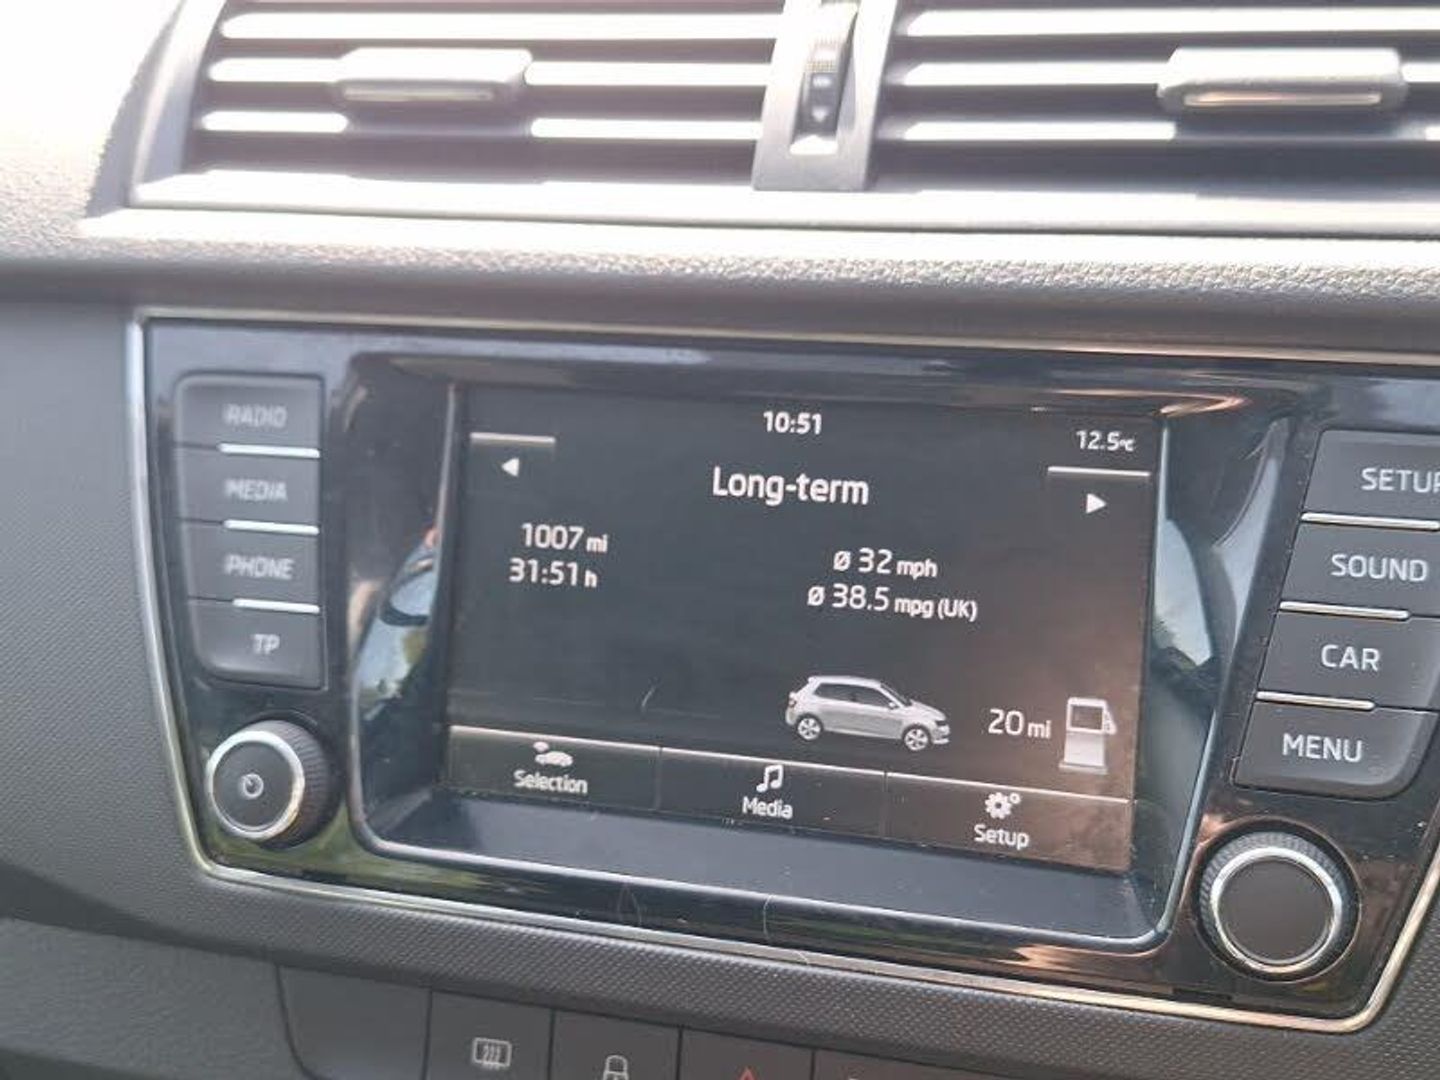 10:51
12.5°C
Long-term
1007 mi
31:51 h
ø 32 mph
ø 38.5 mpg (UK)
20 mi
Selection
Media
Setup
RADIO
MEDIA
PHONE
TP
SETUP
SOUND
CAR
MENU